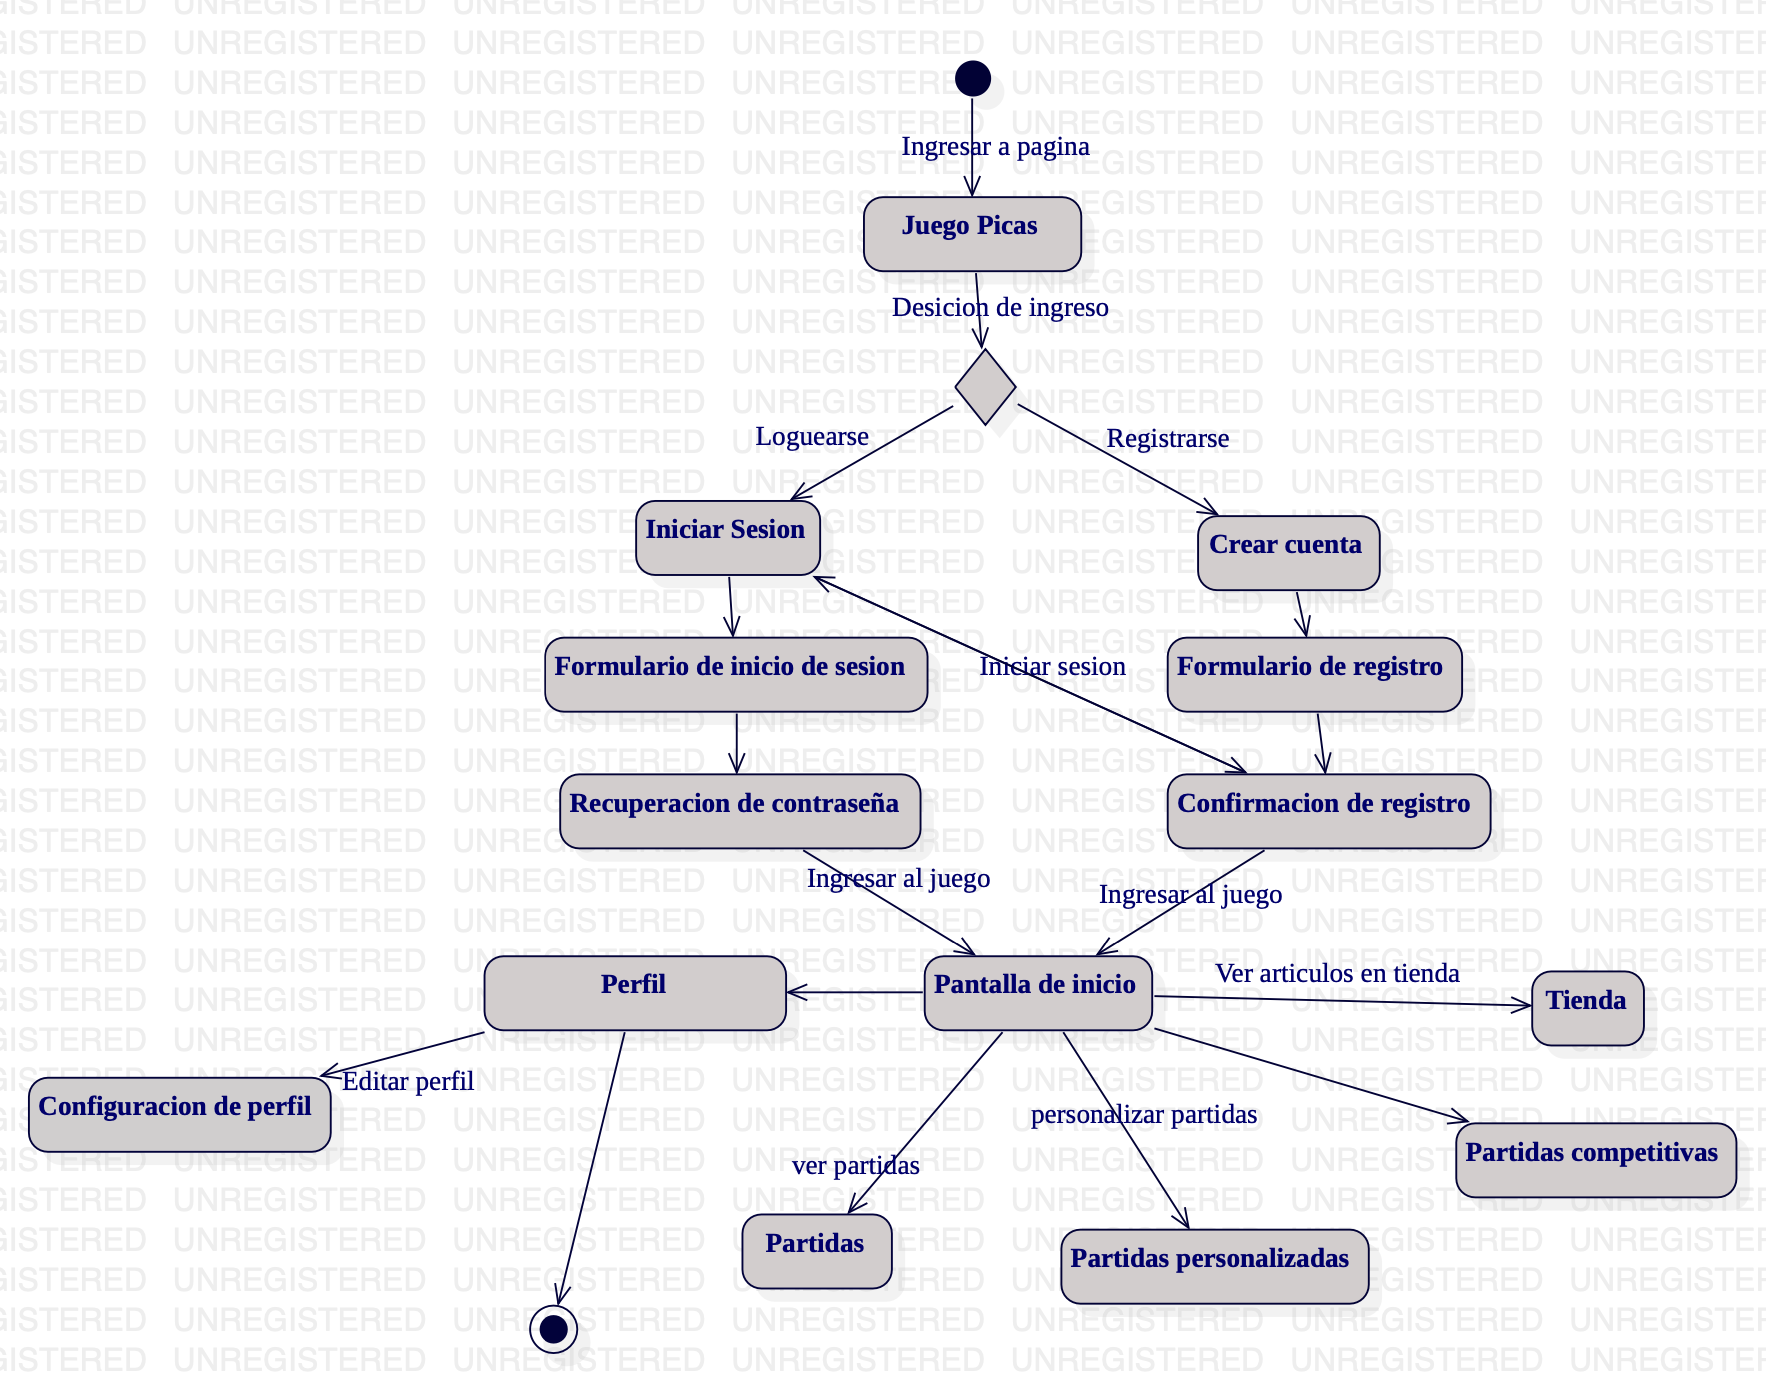 Ingresar a pagina
Juego Picas
Desicion de ingreso
Loguearse
Registrarse
Iniciar Sesion
Crear cuenta
Formulario de inicio de sesion
Iniciar sesion
Formulario de registro
Recuperacion de contraseña
Confirmacion de registro
Ingresar al juego
Ingresar al juego
Perfil
Pantalla de inicio
Ver articulos en tienda
Tienda
Editar perfil
Configuracion de perfil
personalizar partidas
ver partidas
Partidas competitivas
Partidas
Partidas personalizadas
UNREGISTERED